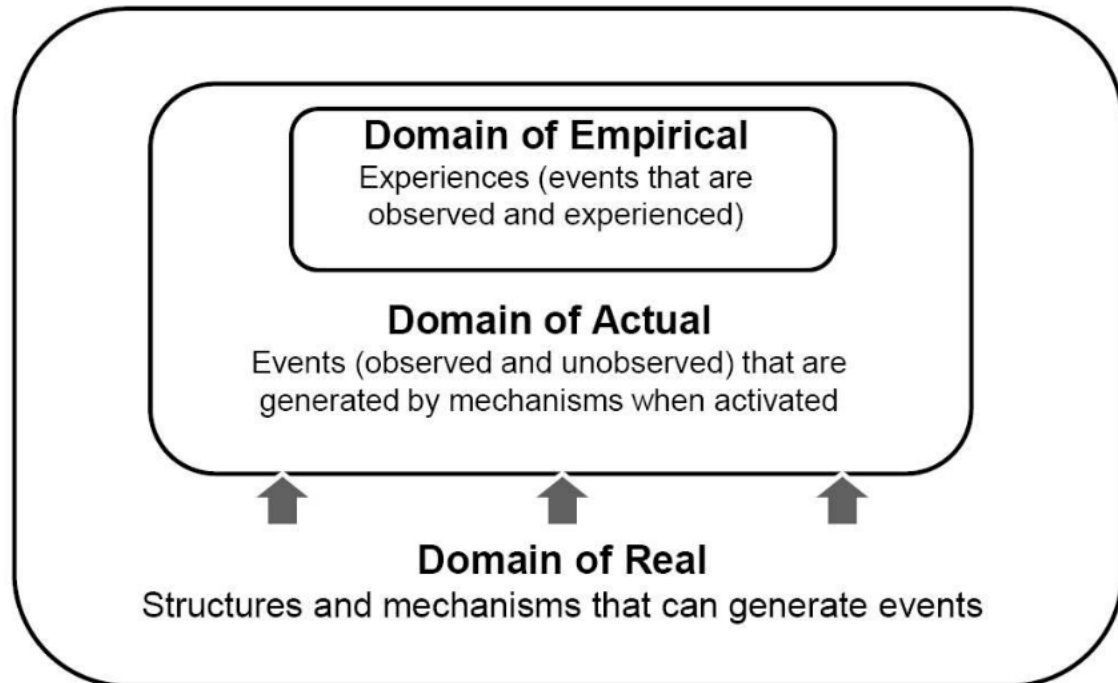 Domain of Empirical
Experiences (events that are
observed and experienced)
Domain of Actual
Events (observed and unobserved) that are
generated by mechanisms when activated
Domain of Real
Structures and mechanisms that can generate events